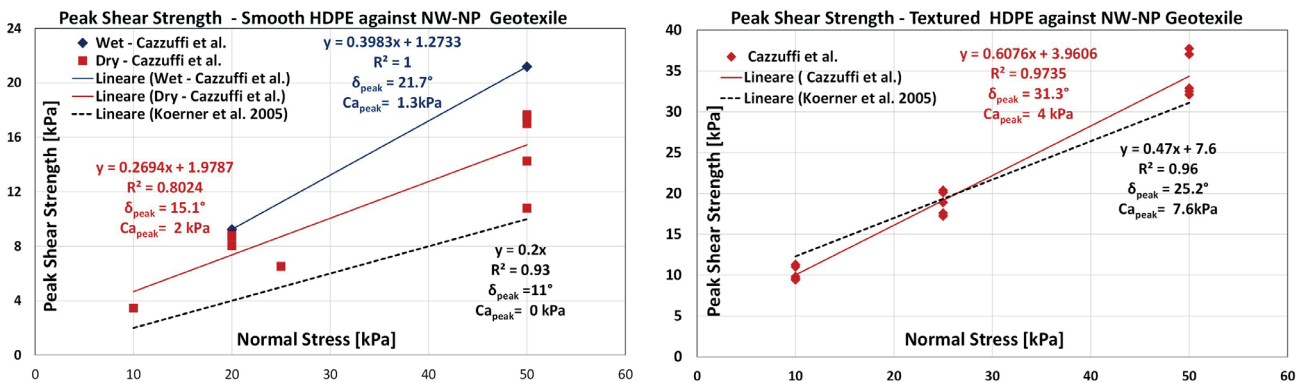 Peak Shear Strength - Smooth HDPE against NW-NP Geotexile
24
20
16
12
8
4
0
Peak Shear Strength [kPa]
Wet - Cazzuffi et al.
Dry - Cazzuffi et al.
Lineare (Wet - Cazzuffi et al.)
Lineare (Dry - Cazzuffi et al.)
Lineare (Koerner et al. 2005)
y = 0.3983x + 1.2733
R² = 1
δpeak = 21.7°
Capeak= 1.3kPa
y = 0.2694x + 1.9787
R² = 0.8024
δpeak = 15.1°
Capeak= 2 kPa
y = 0.2x
R² = 0.93
δpeak =11°
Capeak= 0 kPa
Normal Stress [kPa]
0 10 20 30 40 50 60
Peak Shear Strength - Textured HDPE against NW-NP Geotexile
40
35
30
25
20
15
10
5
0
Peak Shear Strength [kPa]
Cazzuffi et al.
Lineare ( Cazzuffi et al.)
Lineare (Koerner et al. 2005)
y = 0.6076x + 3.9606
R² = 0.9735
δpeak = 31.3°
Capeak= 4 kPa
y = 0.47x + 7.6
R² = 0.96
δpeak = 25.2°
Capeak= 7.6kPa
Normal Stress [kPa]
0 10 20 30 40 50 60